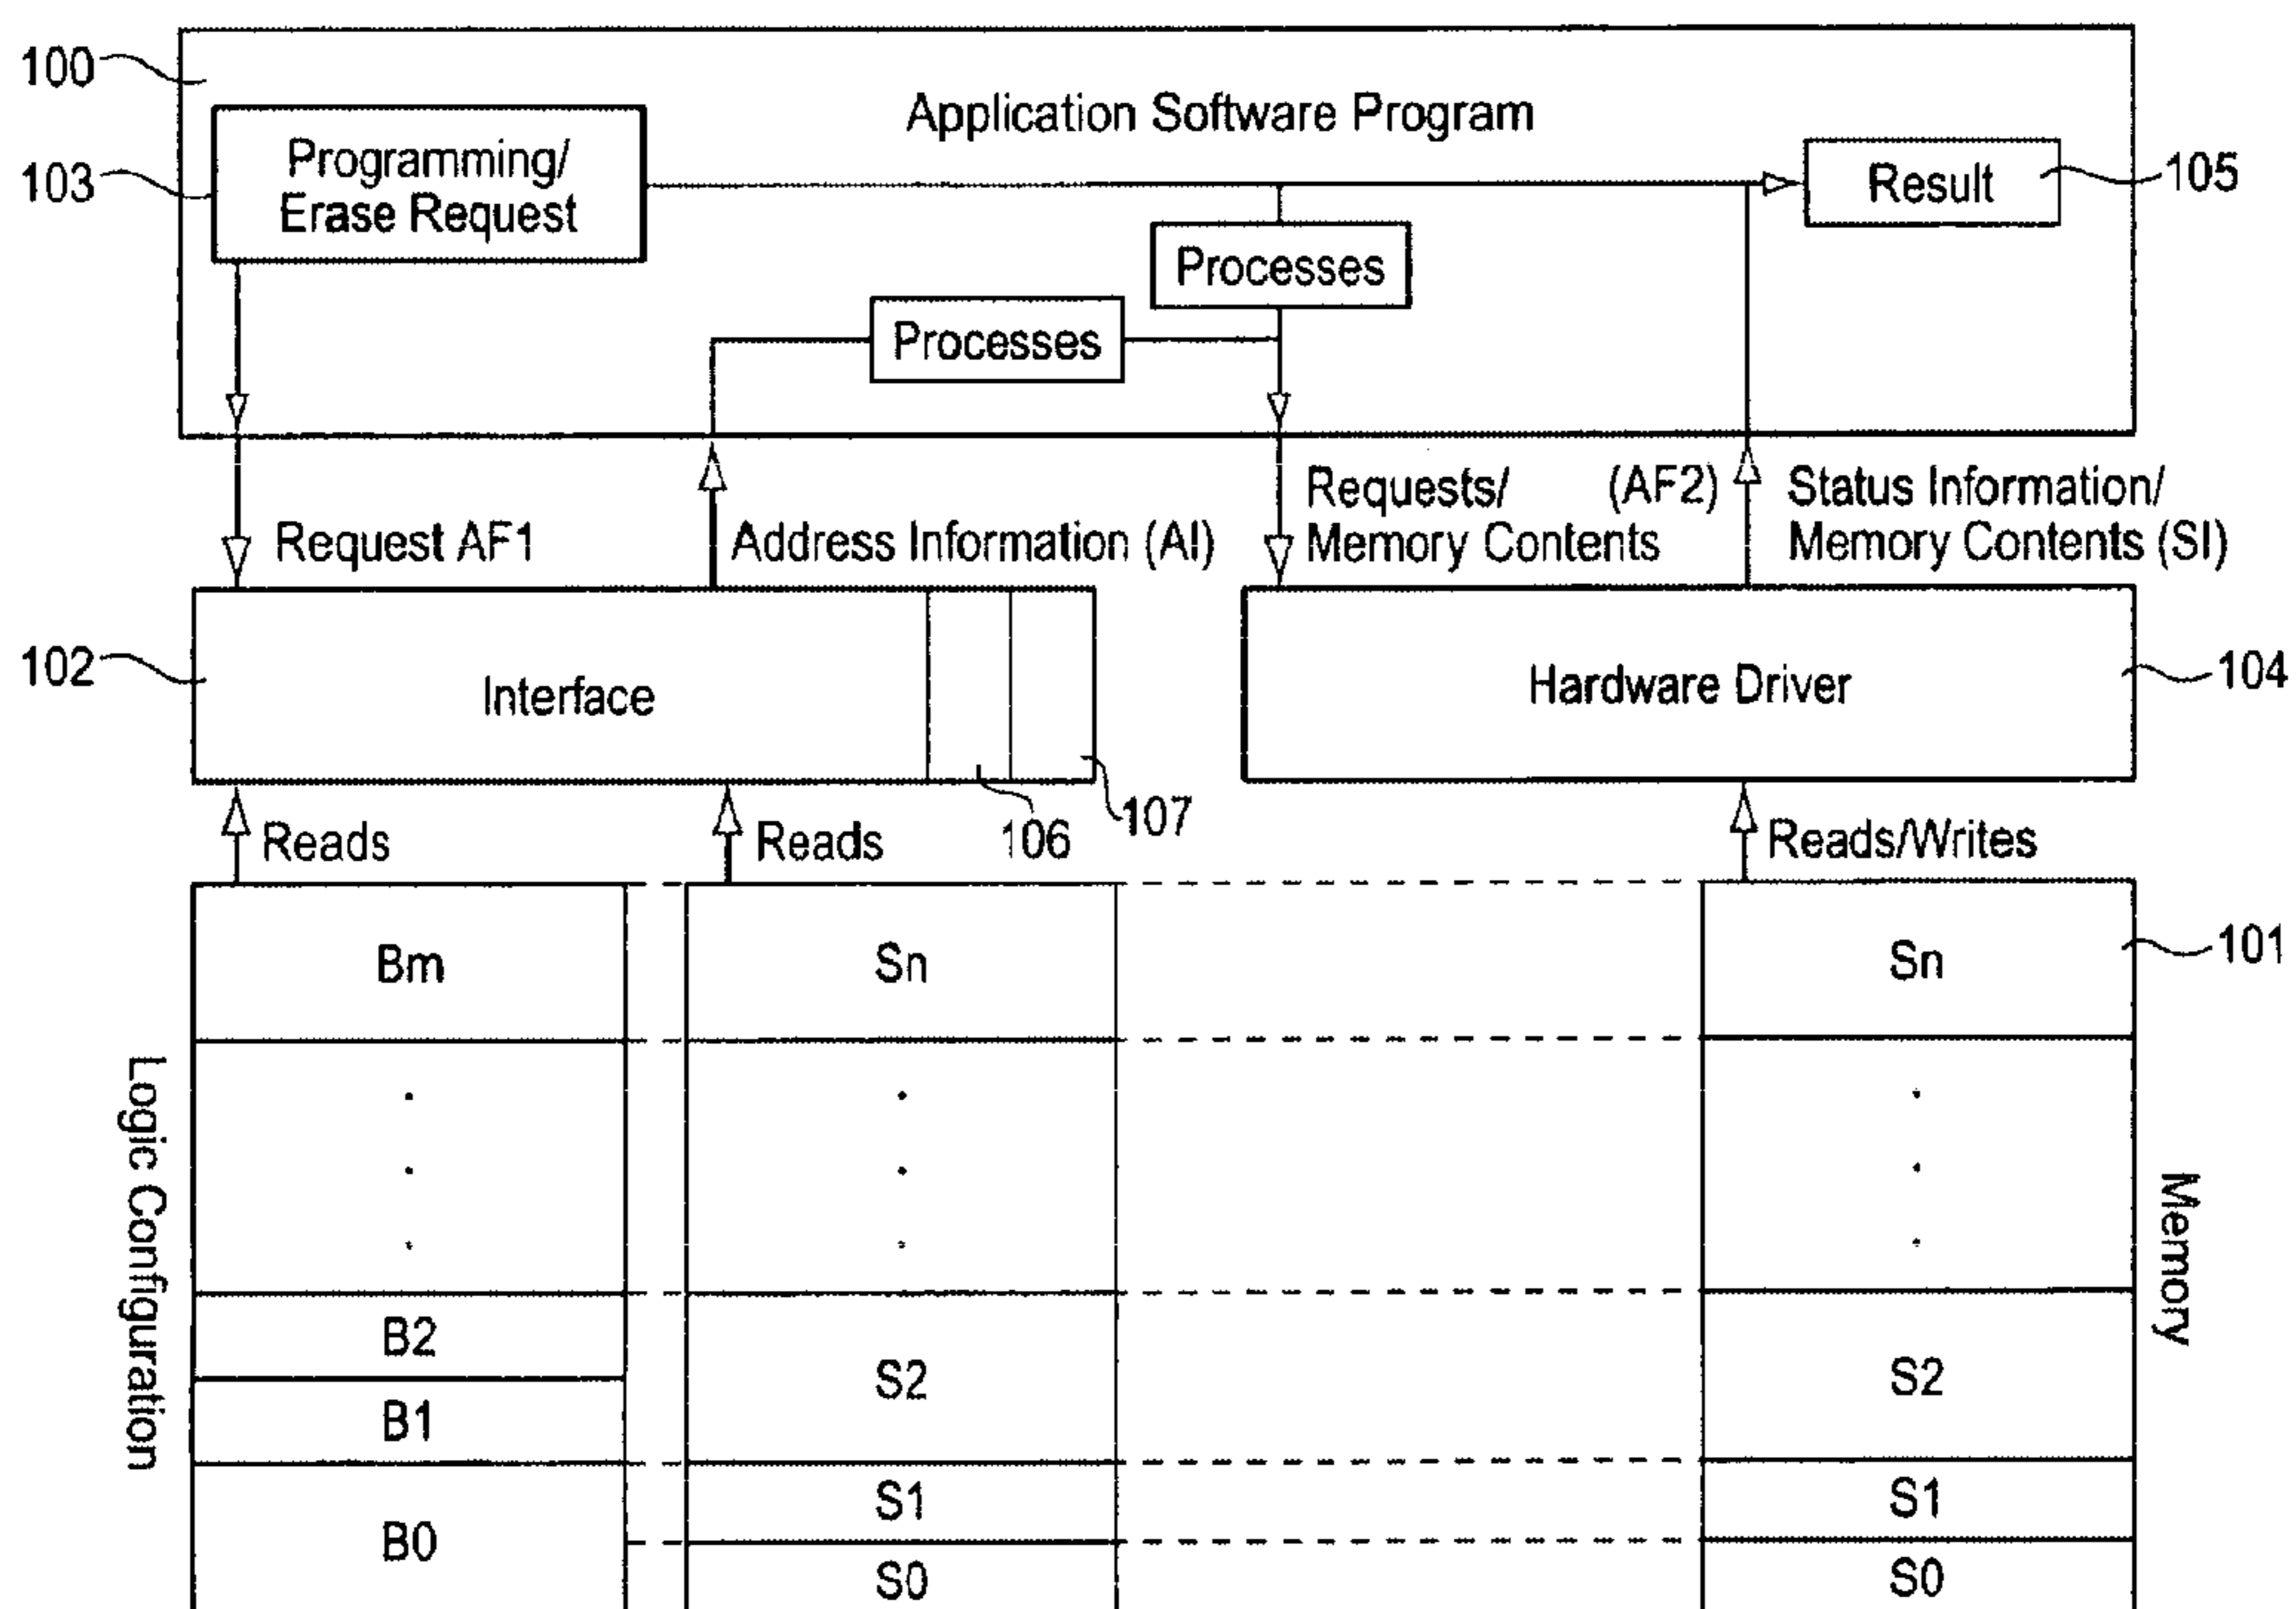 100
Application Software Program
103
Programming/
Erase Request
Result
105
Processes
Processes
Request AF1
Address Information (AI)
Requests/
Memory Contents
(AF2)
Status Information/
Memory Contents (SI)
102
Interface
Hardware Driver
104
106
107
Reads
Reads
Reads/Writes
Logic Configuration
Bm
B2
B1
B0
Sn
S2
S1
S0
Sn
S2
S1
S0
101
Memory